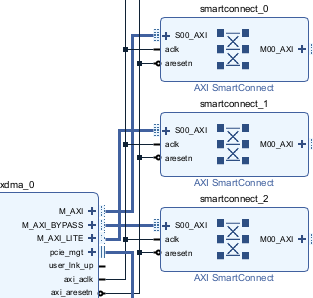 smartconnect_0
S00_AXI
aclk
M00_AXI
aresetn
AXI SmartConnect
smartconnect_1
S00_AXI
aclk
M00_AXI
aresetn
AXI SmartConnect
xdma_0
smartconnect_2
M_AXI
M_AXI_BYPASS
S00_AXI
M_AXI_LITE
aclk
M00_AXI
pcie_mgt
aresetn
user_lnk_up
axi_aclk
AXI SmartConnect
axi_aresetn